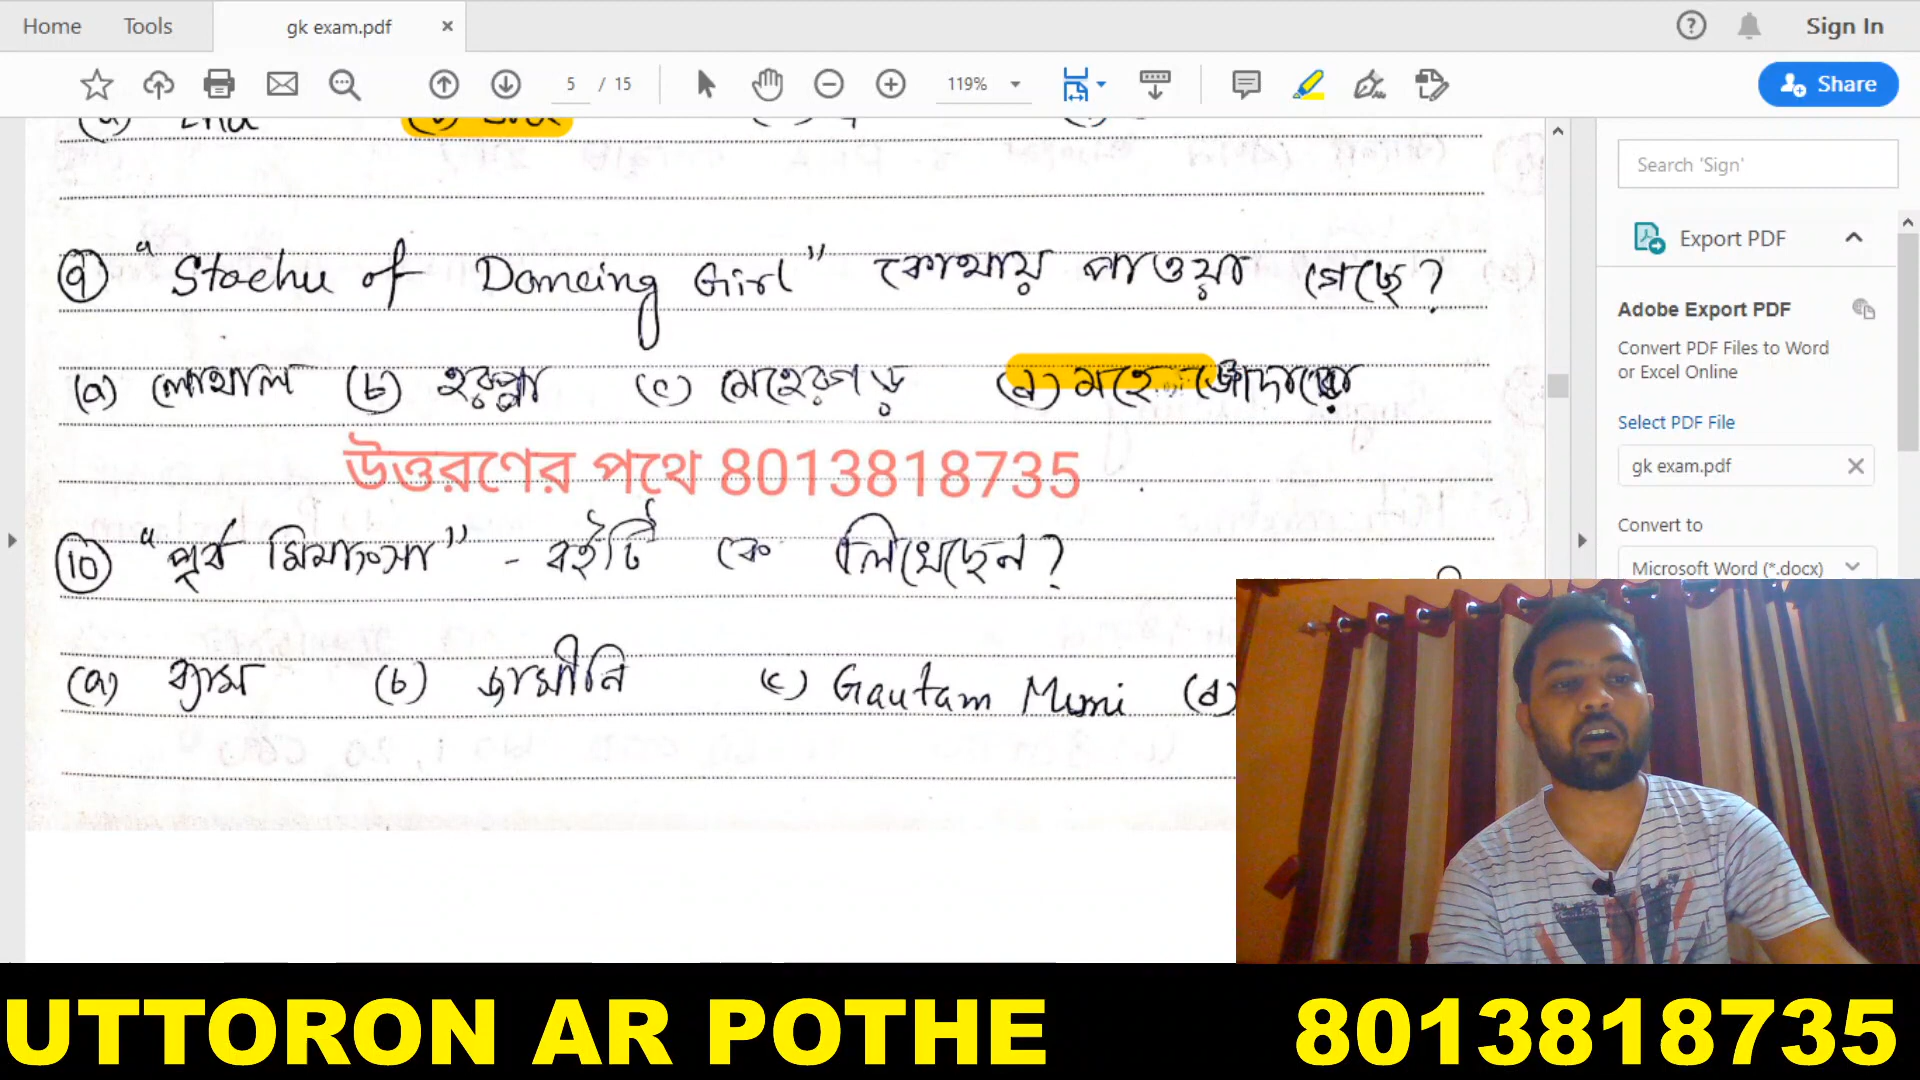 Home Tools gk exam.pdf Sign In
5 / 15 119% Share
Search 'Sign'
"Stachu of Dancing Girl" কোথায় পাওয়া গেছে?
Export PDF
Adobe Export PDF
Convert PDF Files to Word
or Excel Online
(a) লোথাল (b) হরপ্পা (c) মেহেরগড় (d) মহেঞ্জোদারো
Select PDF File
gk exam.pdf
উত্তরণের পথে 8013818735
Convert to
Microsoft Word (*.docx)
10 "পূর্ব মিমাংসা" - বইটি কে লিখেছেন?
(a) ব্যাস (b) জামীনি (c) Gautam Muni (d)
UTTORON AR POTHE 8013818735